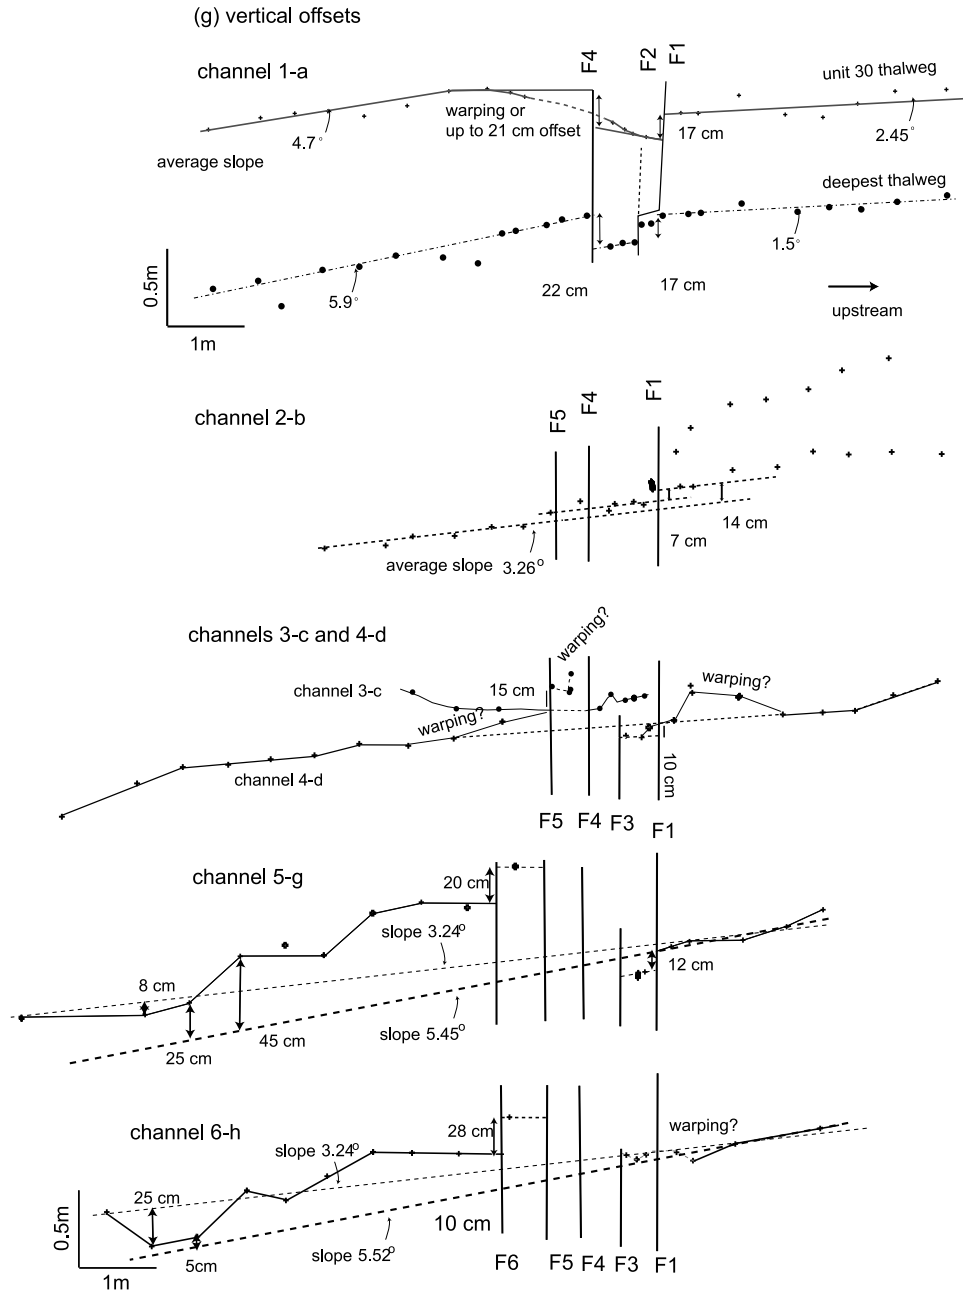 (g) vertical offsets
channel 1-a
F4
F2
F1
unit 30 thalweg
warping or
up to 21 cm offset
17 cm
4.7°
2.45°
average slope
deepest thalweg
1.5°
0.5m
5.9°
22 cm
17 cm
upstream
1m
channel 2-b
F5
F4
F1
14 cm
7 cm
average slope 3.26°
channels 3-c and 4-d
warping?
channel 3-c
15 cm
warping?
warping?
channel 4-d
10 cm
F5
F4
F3
F1
channel 5-g
20 cm
slope 3.24°
8 cm
12 cm
slope 5.45°
25 cm
45 cm
channel 6-h
28 cm
warping?
slope 3.24°
25 cm
10 cm
0.5m
5cm
slope 5.52°
F6
F5
F4
F3
F1
1m